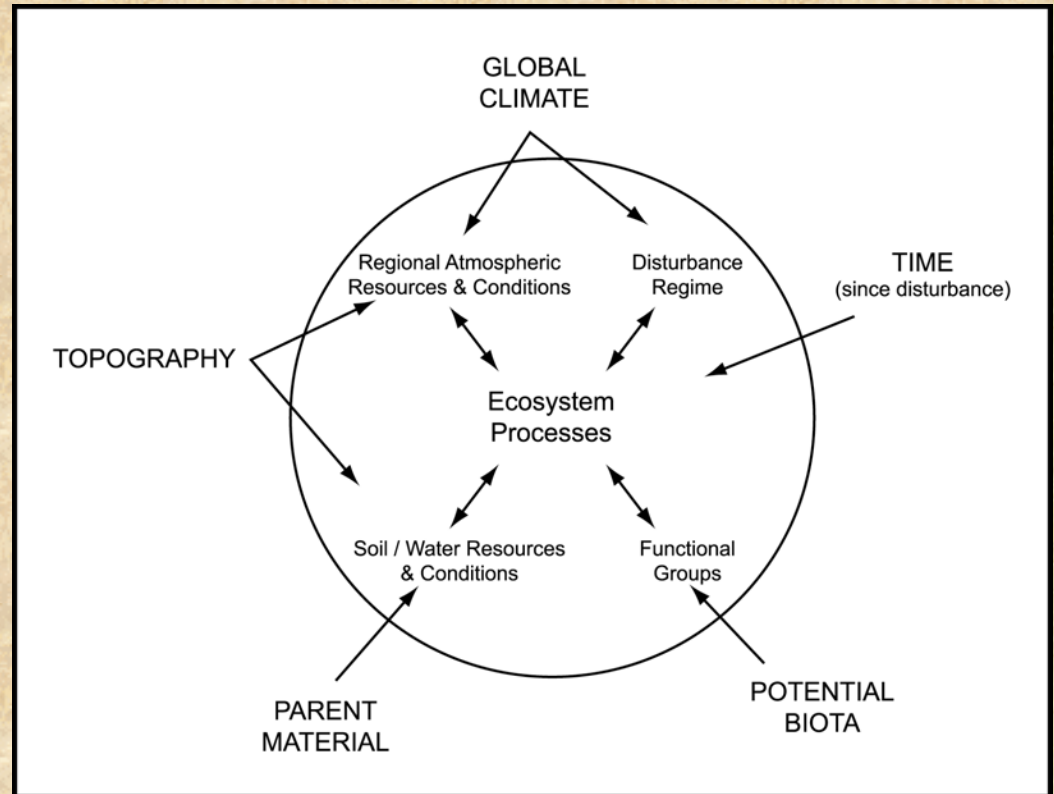 GLOBAL
CLIMATE
Regional Atmospheric
Resources & Conditions
Disturbance
Regime
TIME
(since disturbance)
TOPOGRAPHY
Ecosystem
Processes
Soil / Water Resources
& Conditions
Functional
Groups
PARENT
MATERIAL
POTENTIAL
BIOTA